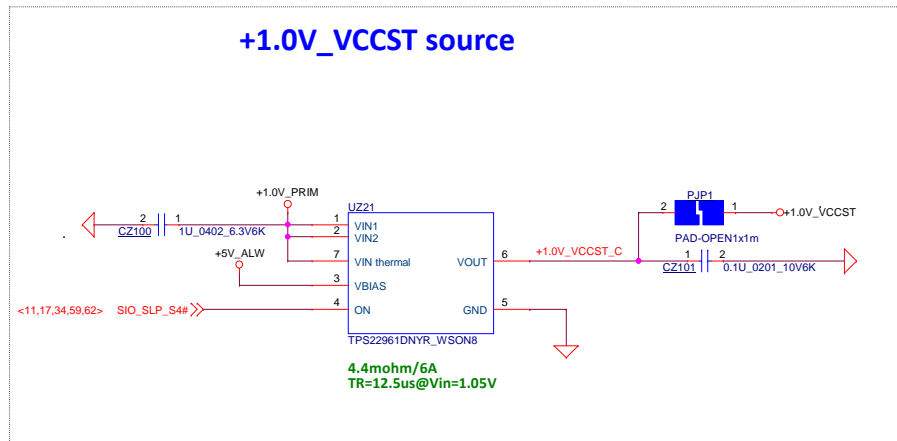 +1.0V_VCCST source
+1.0V_PRIM
2
1
CZ100
1U_0402_6.3V6K
+5V_ALW
<11,17,34,59,62>
SIO_SLP_S4#
UZ21
1
VIN1
2
VIN2
7
VIN thermal
3
VBIAS
4
ON
VOUT
6
GND
5
TPS22961DNYR_WSON8
4.4mohm/6A
TR=12.5us@Vin=1.05V
+1.0V_VCCST_C
PJP1
2
1
+1.0V_VCCST
PAD-OPEN1x1m
1
2
CZ101
0.1U_0201_10V6K